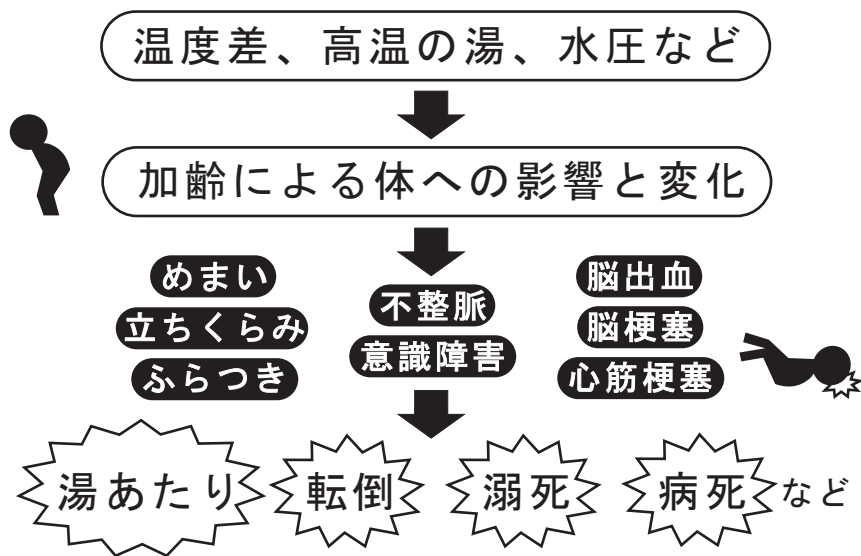 温度差、高温の湯、水圧など
加齢による体への影響と変化
めまい
立ちくらみ
ふらつき
不整脈
意識障害
脳出血
脳梗塞
心筋梗塞
湯あたり 転倒 溺死 病死 など